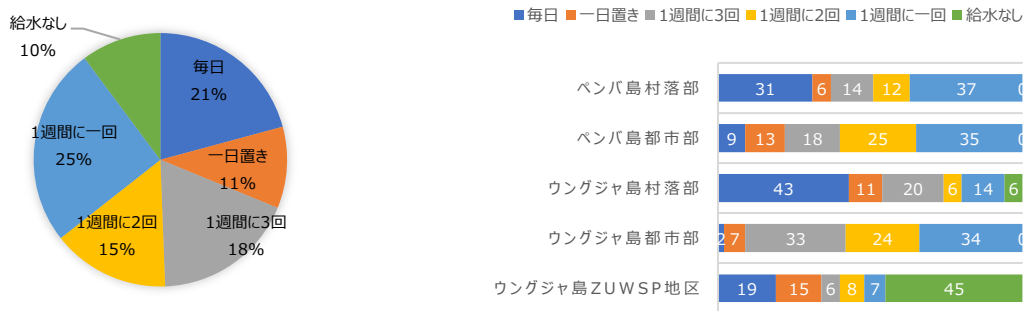 給水なし
10%
毎日
21%
一日置き
11%
1週間に3回
18%
1週間に2回
15%
1週間に一回
25%
毎日 一日置き 1週間に3回 1週間に2回 1週間に一回 給水なし
ペンバ島村落部 31 6 14 12 37 0
ペンバ島都市部 9 13 18 25 35 0
ウングジャ島村落部 43 11 20 6 14 6
ウングジャ島都市部 2 7 33 24 34 0
ウングジャ島ZUWSP地区 19 15 6 8 7 45